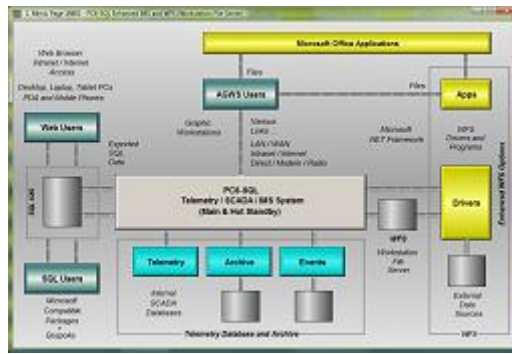 Microsoft Office Applications
Web Browser
Intranet / Internet
Access
Desktop, Laptop, Tablet PCs
PDA and Mobile Phones
Files
Files
AGWS Users
Apps
Web Users
Graphic
Workstations
Various
Links
LAN / WAN
Intranet / Internet
Direct / Modem / Radio
Microsoft
.NET Framework
WFS
Drivers and
Programs
Exported
SQL
Data
Enhanced WFS Options
PC6-SQL
Telemetry / SCADA / IMS System
(Main & Hot Standby)
Drivers
WFS
Workstation
File
Server
SQL Users
Telemetry
Archive
Events
Microsoft
Compatible
Packages
+
Bespoke
Internal
SCADA
Databases
External
Data
Sources
Telemetry Database and Archive
WFS